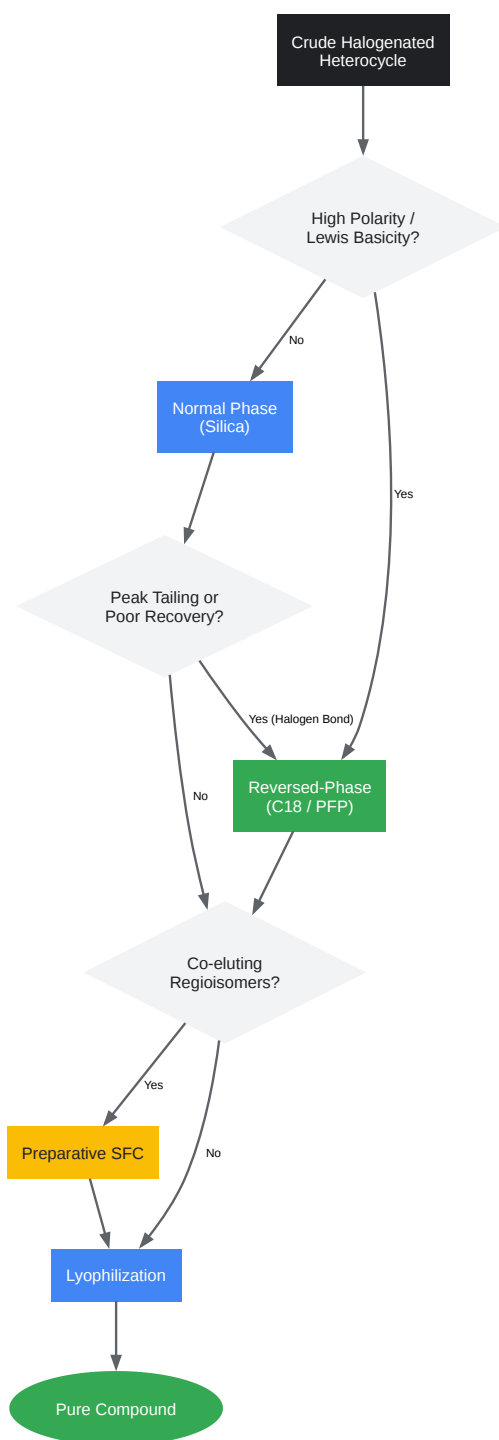 Crude Halogenated
Heterocycle
High Polarity /
Lewis Basicity?
No
Normal Phase
(Silica)
Yes
Peak Tailing or
Poor Recovery?
Yes (Halogen Bond)
Reversed-Phase
(C18 / PFP)
No
Co-eluting
Regioisomers?
Yes
Preparative SFC
No
Lyophilization
Pure Compound